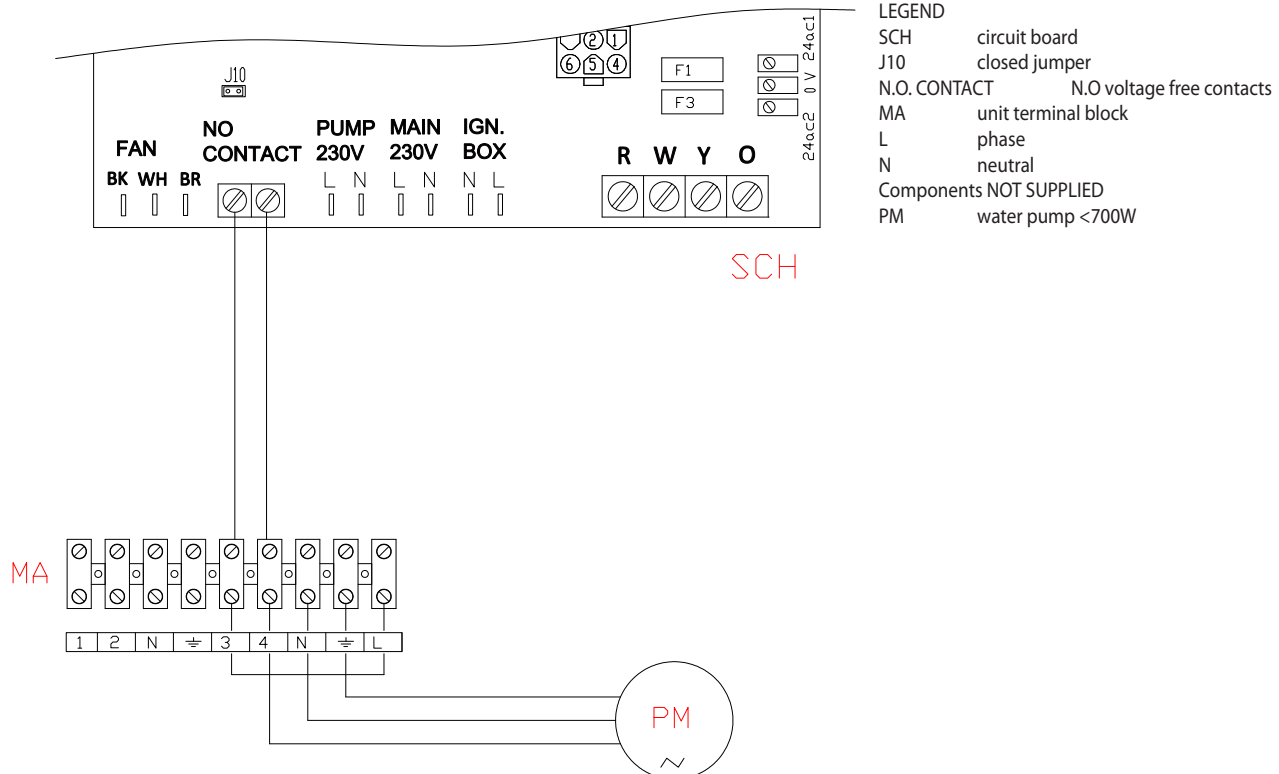 LEGEND
SCH circuit board
J10 closed jumper
N.O. CONTACT N.O voltage free contacts
MA unit terminal block
L phase
N neutral
Components NOT SUPPLIED
PM water pump <700W
J10
2 1
6 5 4
F1
F3
24ac1
0 V
24ac2
FAN
BK WH BR
NO
CONTACT
PUMP
230V
L N
MAIN
230V
L N
IGN.
BOX
N L
R W Y O
SCH
MA
1 2 N ⏚ 3 4 N ⏚ L
PM
~